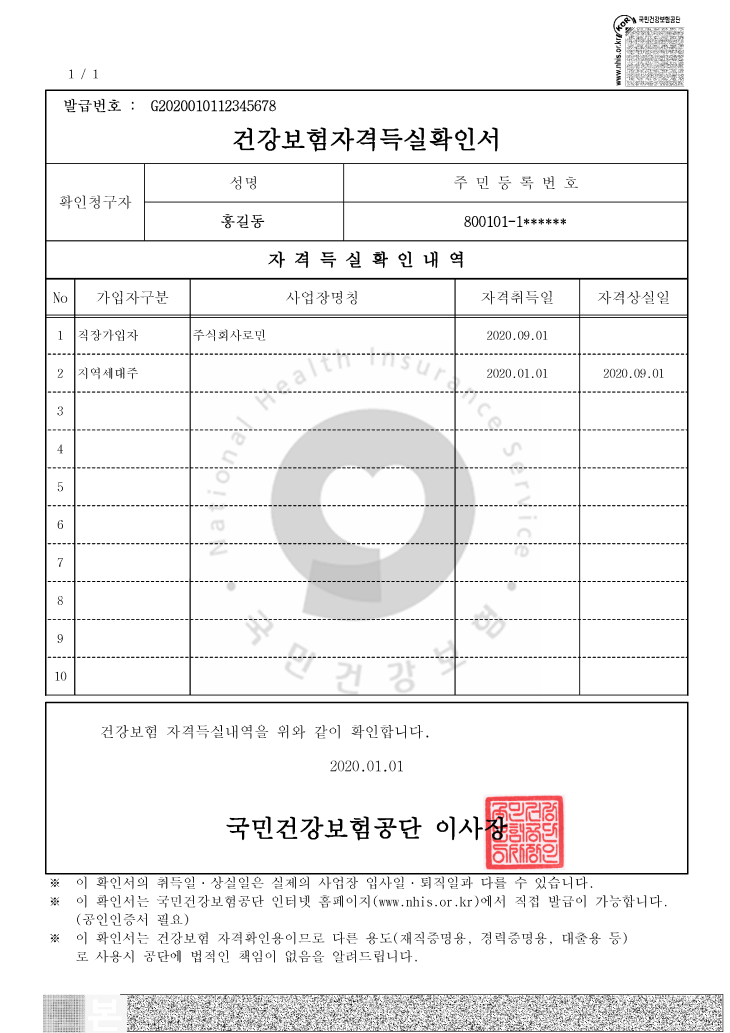 KOR 국민건강보험공단
www.nhis.or.kr
1 / 1
발급번호 : G2020010112345678
건강보험자격득실확인서
확인청구자
성명
주 민 등 록 번 호
홍길동
800101-1******
자 격 득 실 확 인 내 역
No 가입자구분 사업장명칭 자격취득일 자격상실일
1 직장가입자 주식회사로민 2020.09.01
2 지역세대주 2020.01.01 2020.09.01
3
4
5
6
7
8
9
10
National Health Insurance Service
국민건강보험
건강보험 자격득실내역을 위와 같이 확인합니다.
2020.01.01
국민건강보험공단 이사장
※ 이 확인서의 취득일·상실일은 실제의 사업장 입사일·퇴직일과 다를 수 있습니다.
※ 이 확인서는 국민건강보험공단 인터넷 홈페이지(www.nhis.or.kr)에서 직접 발급이 가능합니다.
(공인인증서 필요)
※ 이 확인서는 건강보험 자격확인용이므로 다른 용도(재직증명용, 경력증명용, 대출용 등)
로 사용시 공단에 법적인 책임이 없음을 알려드립니다.
본